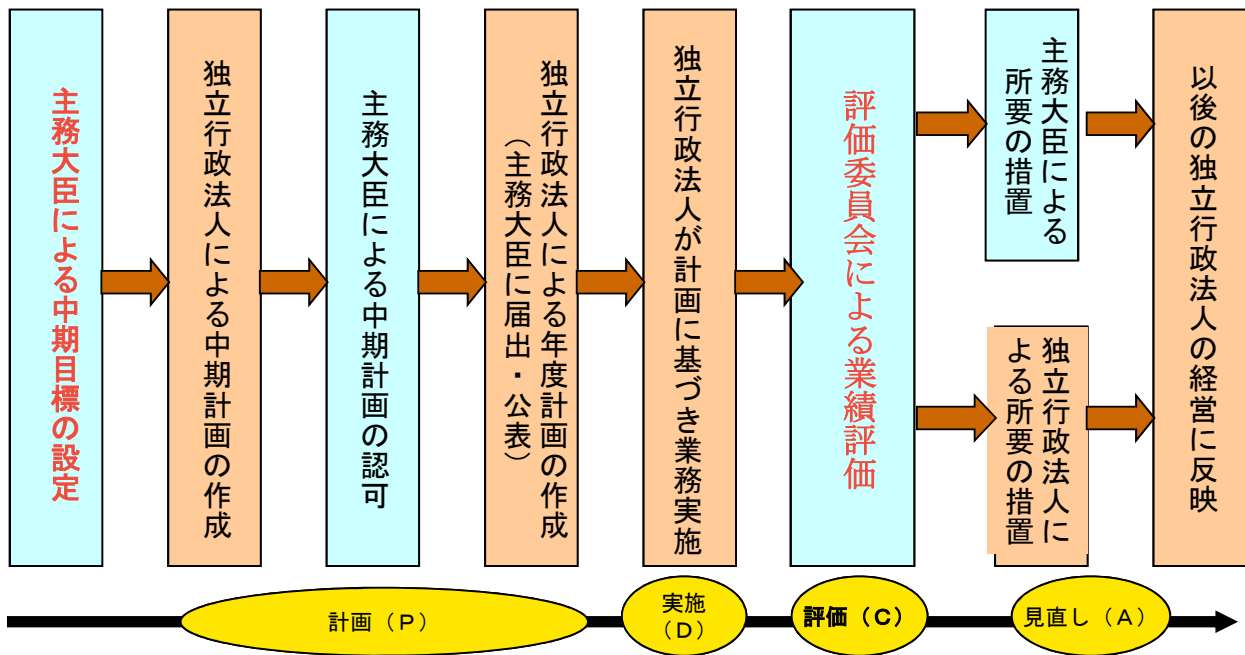 主務大臣による中期目標の設定
独立行政法人による中期計画の作成
主務大臣による中期計画の認可
独立行政法人による年度計画の作成
（主務大臣に届出・公表）
独立行政法人が計画に基づき業務実施
評価委員会による業績評価
主務大臣による
所要の措置
独立行政法人に
よる所要の措置
以後の独立行政法人の経営に反映
計画（Ｐ）
実施
（Ｄ）
評価（Ｃ）
見直し（Ａ）